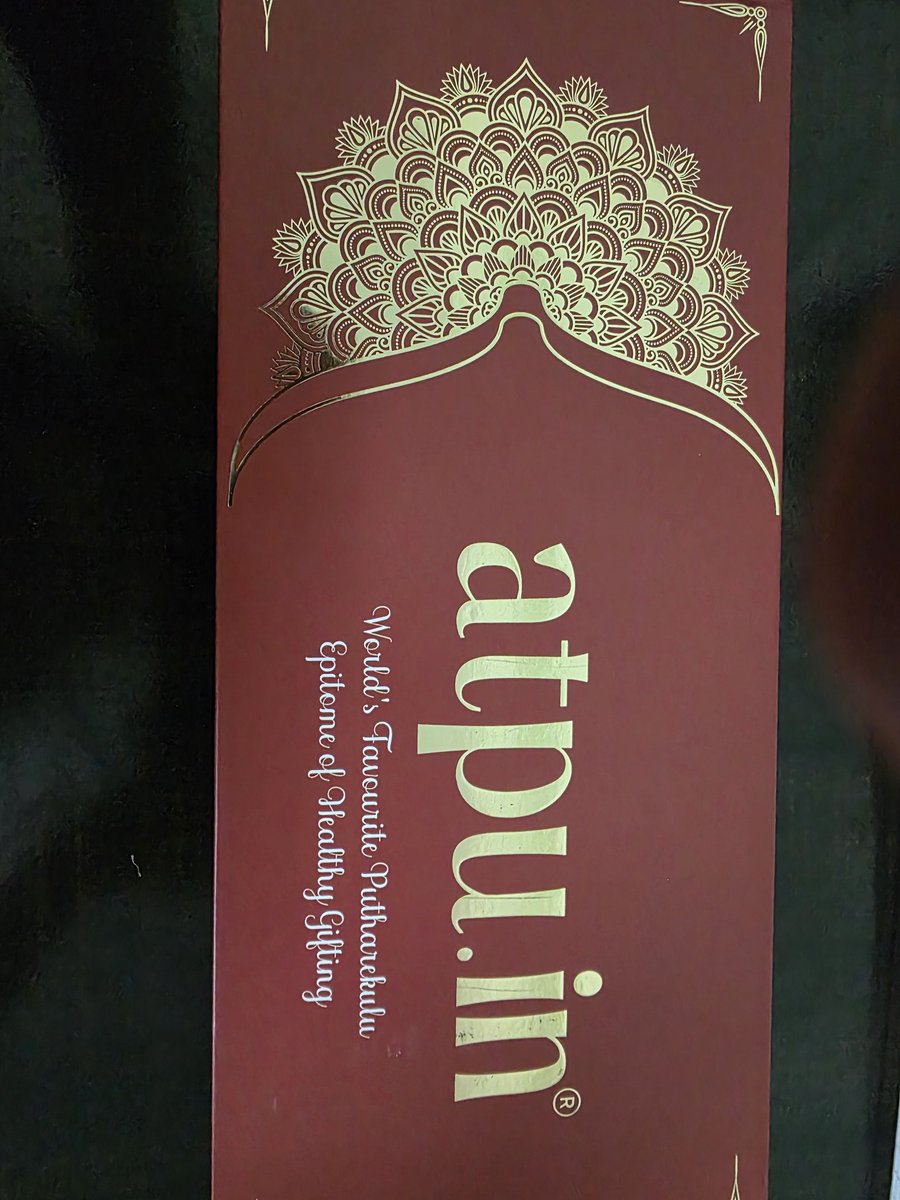 atpu.in®
World's Favourite Putharekulu
Epitome of Healthy Gifting